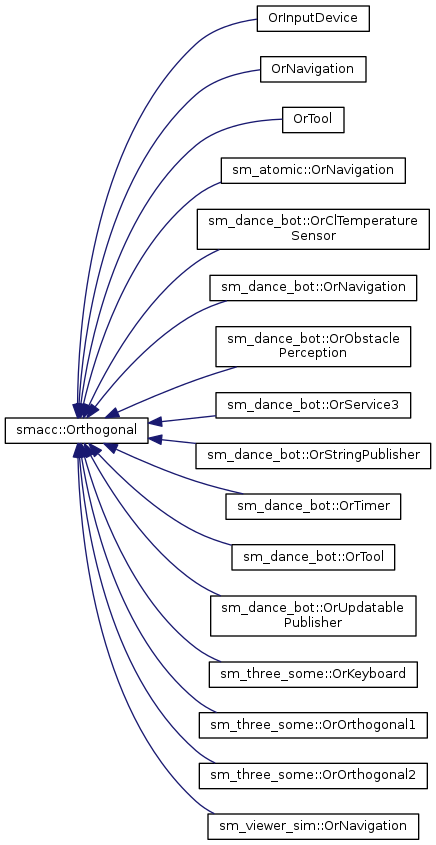 OrInputDevice
OrNavigation
OrTool
sm_atomic::OrNavigation
sm_dance_bot::OrClTemperature
Sensor
sm_dance_bot::OrNavigation
sm_dance_bot::OrObstacle
Perception
sm_dance_bot::OrService3
smacc::Orthogonal
sm_dance_bot::OrStringPublisher
sm_dance_bot::OrTimer
sm_dance_bot::OrTool
sm_dance_bot::OrUpdatable
Publisher
sm_three_some::OrKeyboard
sm_three_some::OrOrthogonal1
sm_three_some::OrOrthogonal2
sm_viewer_sim::OrNavigation